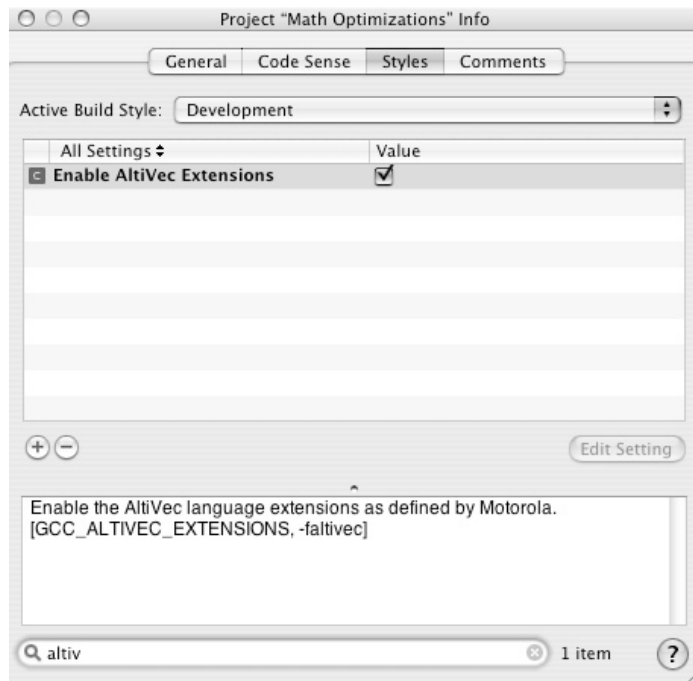 Project “Math Optimizations” Info
General Code Sense Styles Comments
Active Build Style: Development
All Settings Value
C Enable AltiVec Extensions
Edit Setting
Enable the AltiVec language extensions as defined by Motorola.
[GCC_ALTIVEC_EXTENSIONS, -faltivec]
altiv 1 item ?